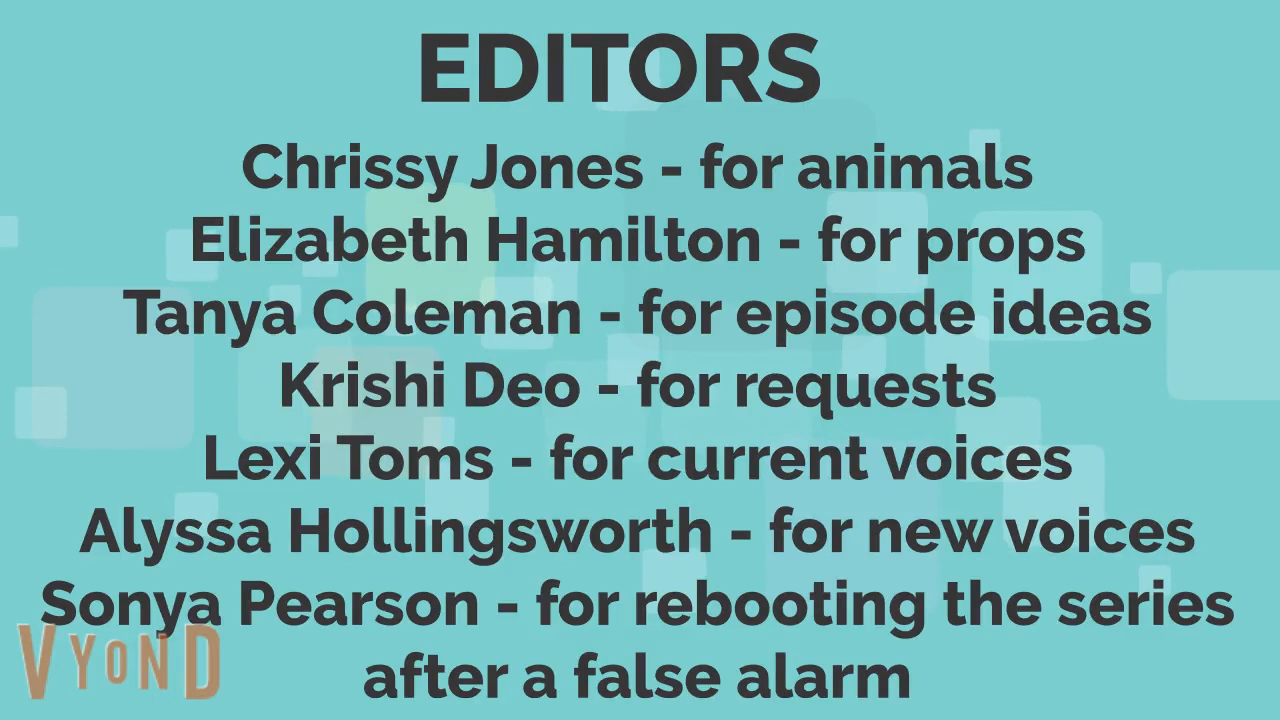 EDITORS
Chrissy Jones - for animals
Elizabeth Hamilton - for props
Tanya Coleman - for episode ideas
Krishi Deo - for requests
Lexi Toms - for current voices
Alyssa Hollingsworth - for new voices
Sonya Pearson - for rebooting the series
after a false alarm
VYOND